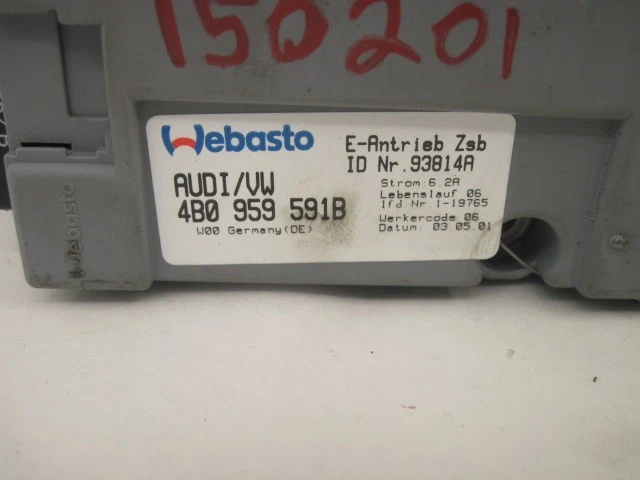 150201
Webasto
E-Antrieb Zsb
ID Nr.93814A
AUDI/VW
4B0 959 591B
W00 Germany(DE)
Strom:6.2A
Lebenslauf 06
lfd Nr.1-19765
Werkercode 06
Datum: 03.05.01
Webasto